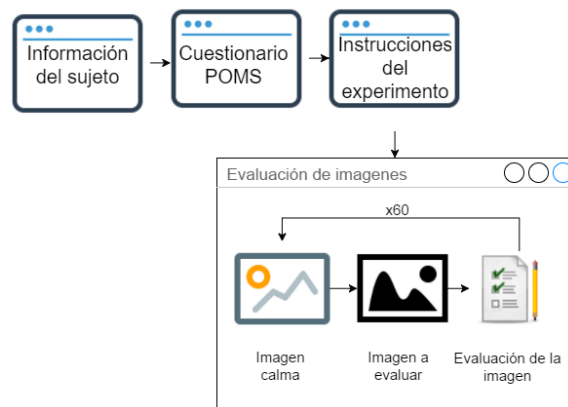 Información
del sujeto
Cuestionario
POMS
Instrucciones
del
experimento
Evaluación de imagenes
x60
Imagen
calma
Imagen a
evaluar
Evaluación de la
imagen